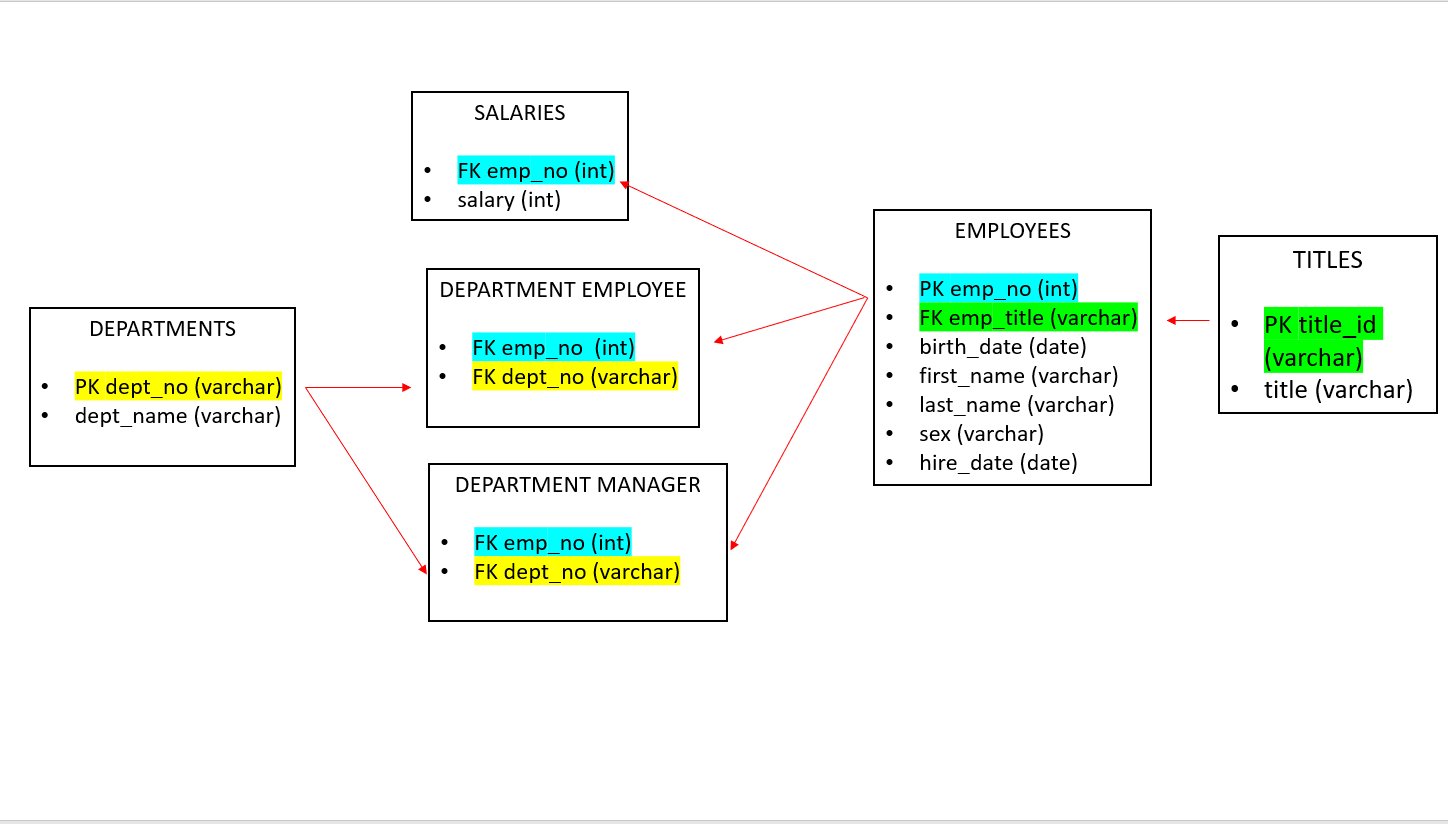 SALARIES
• FK emp_no (int)
• salary (int)
DEPARTMENT EMPLOYEE
• FK emp_no  (int)
• FK dept_no (varchar)
DEPARTMENTS
• PK dept_no (varchar)
• dept_name (varchar)
DEPARTMENT MANAGER
• FK emp_no (int)
• FK dept_no (varchar)
EMPLOYEES
• PK emp_no (int)
• FK emp_title (varchar)
• birth_date (date)
• first_name (varchar)
• last_name (varchar)
• sex (varchar)
• hire_date (date)
TITLES
• PK title_id
(varchar)
• title (varchar)